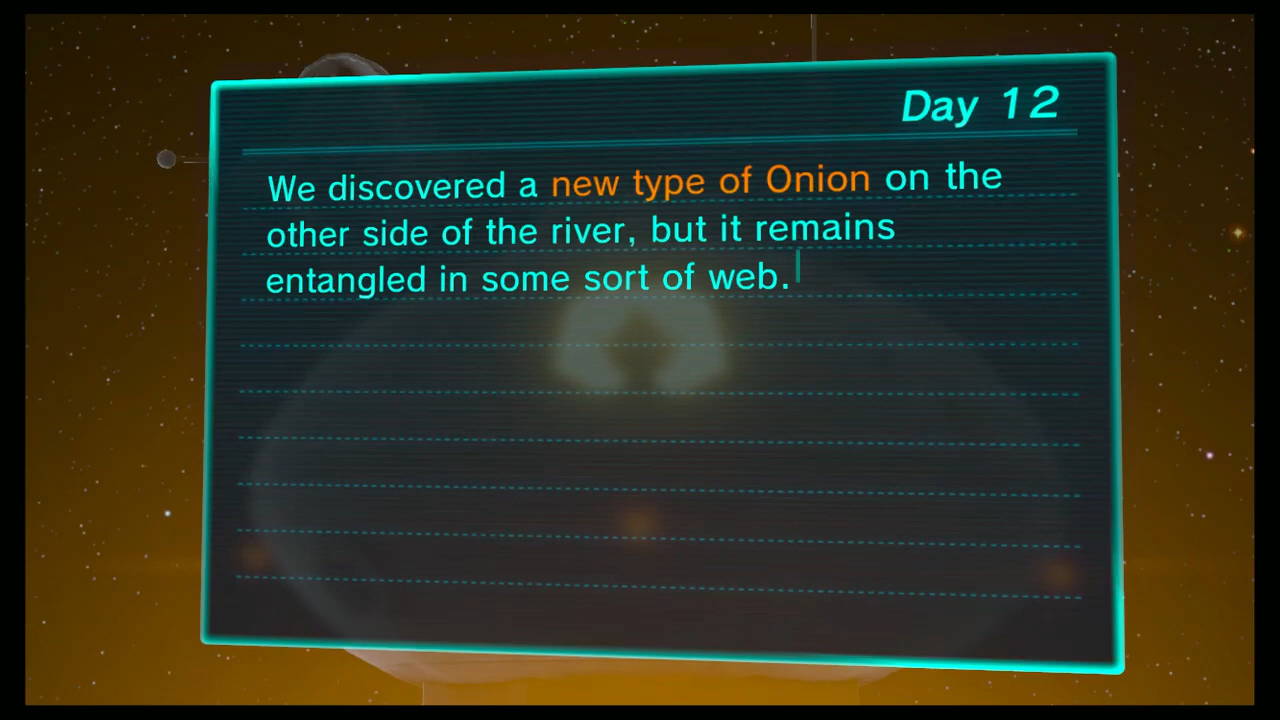 Day 12
We discovered a new type of Onion on the
other side of the river, but it remains
entangled in some sort of web.